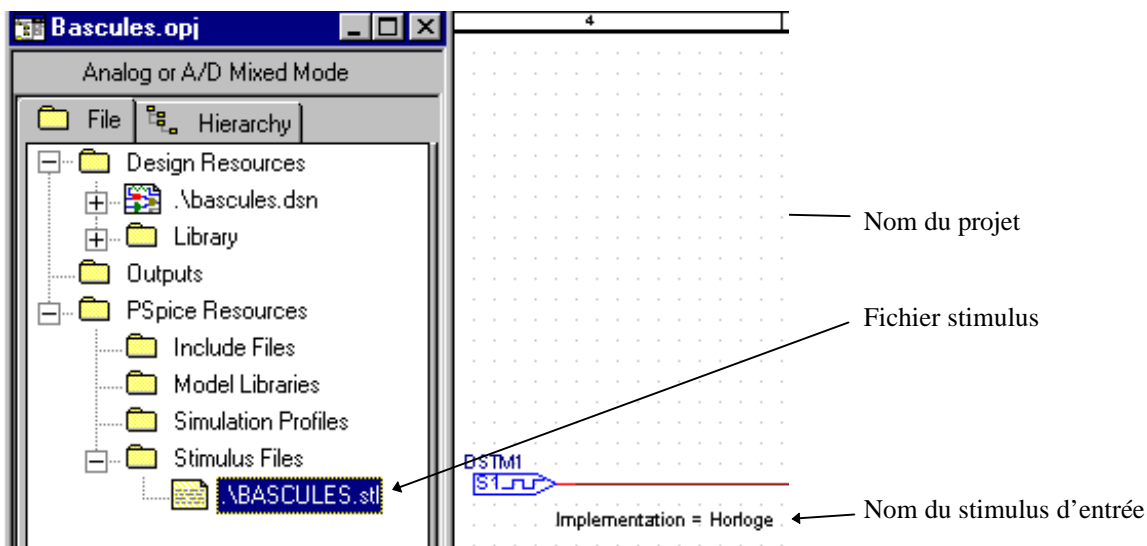 Bascules.opj
4
Analog or A/D Mixed Mode
File
Hierarchy
Design Resources
.\bascules.dsn
Library
Outputs
PSpice Resources
Include Files
Model Libraries
Simulation Profiles
Stimulus Files
.\BASCULES.stl
DSTM1
S1
Implementation = Horloge
Nom du projet
Fichier stimulus
Nom du stimulus d’entrée